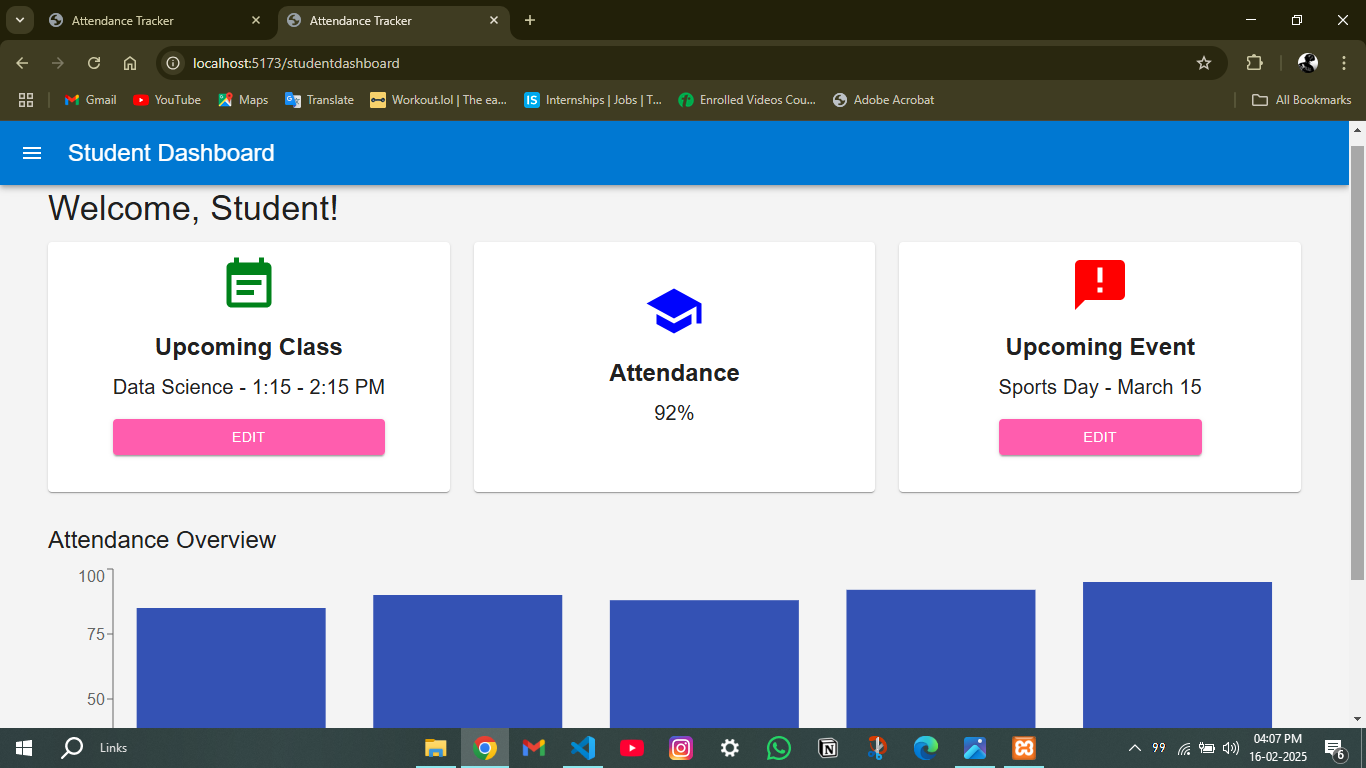 Attendance Tracker
Attendance Tracker
localhost:5173/studentdashboard
Gmail
YouTube
Maps
Translate
Workout.lol | The ea...
IS
Internships | Jobs | T...
Enrolled Videos Cou...
Adobe Acrobat
All Bookmarks
Student Dashboard
Welcome, Student!
Upcoming Class
Data Science - 1:15 - 2:15 PM
EDIT
Attendance
92%
Upcoming Event
Sports Day - March 15
EDIT
Attendance Overview
100
75
50
Links
99
04:07 PM
16-02-2025
6